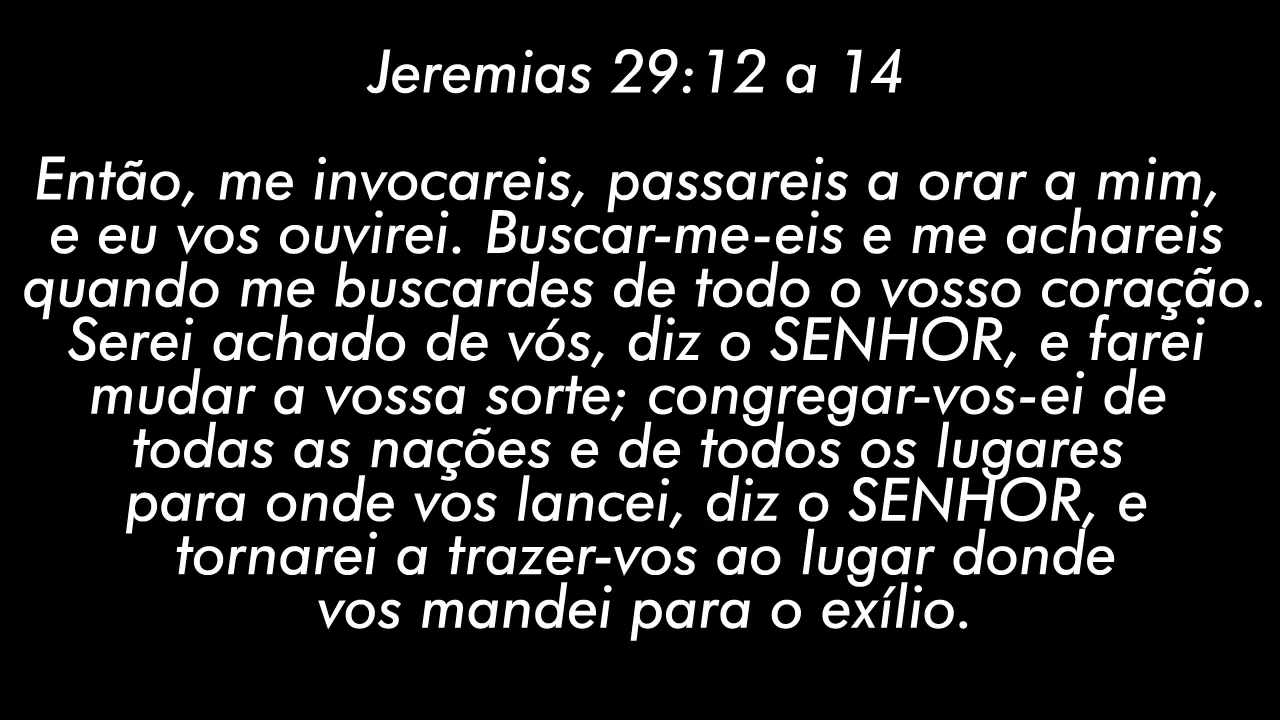 Jeremias 29:12 a 14
Então, me invocareis, passareis a orar a mim,
e eu vos ouvirei. Buscar-me-eis e me achareis
quando me buscardes de todo o vosso coração.
Serei achado de vós, diz o SENHOR, e farei
mudar a vossa sorte; congregar-vos-ei de
todas as nações e de todos os lugares
para onde vos lancei, diz o SENHOR, e
tornarei a trazer-vos ao lugar donde
vos mandei para o exílio.